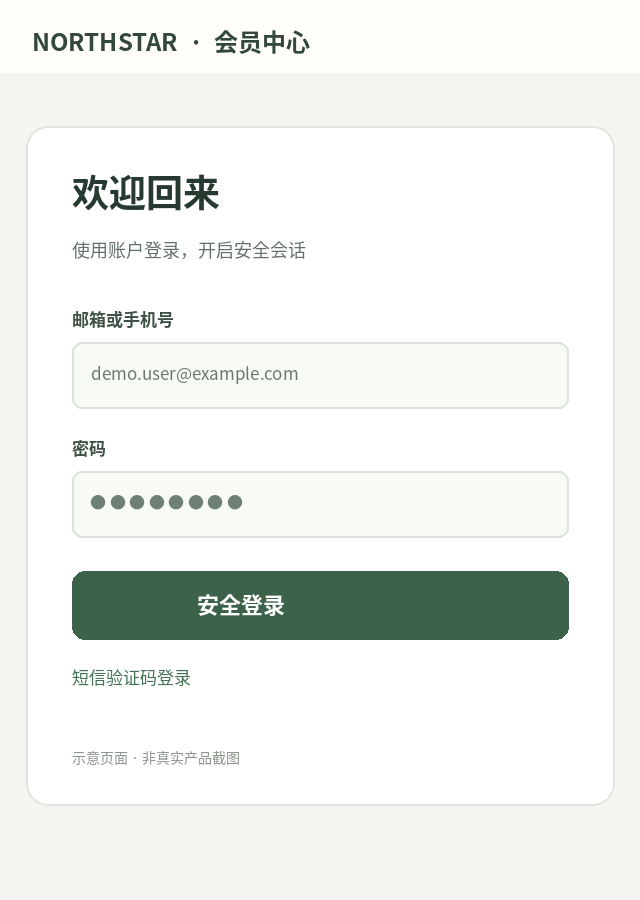 NORTHSTAR · 会员中心
欢迎回来
使用账户登录，开启安全会话
邮箱或手机号
demo.user@example.com
密码
●●●●●●●●
安全登录
短信验证码登录
示意页面 · 非真实产品截图